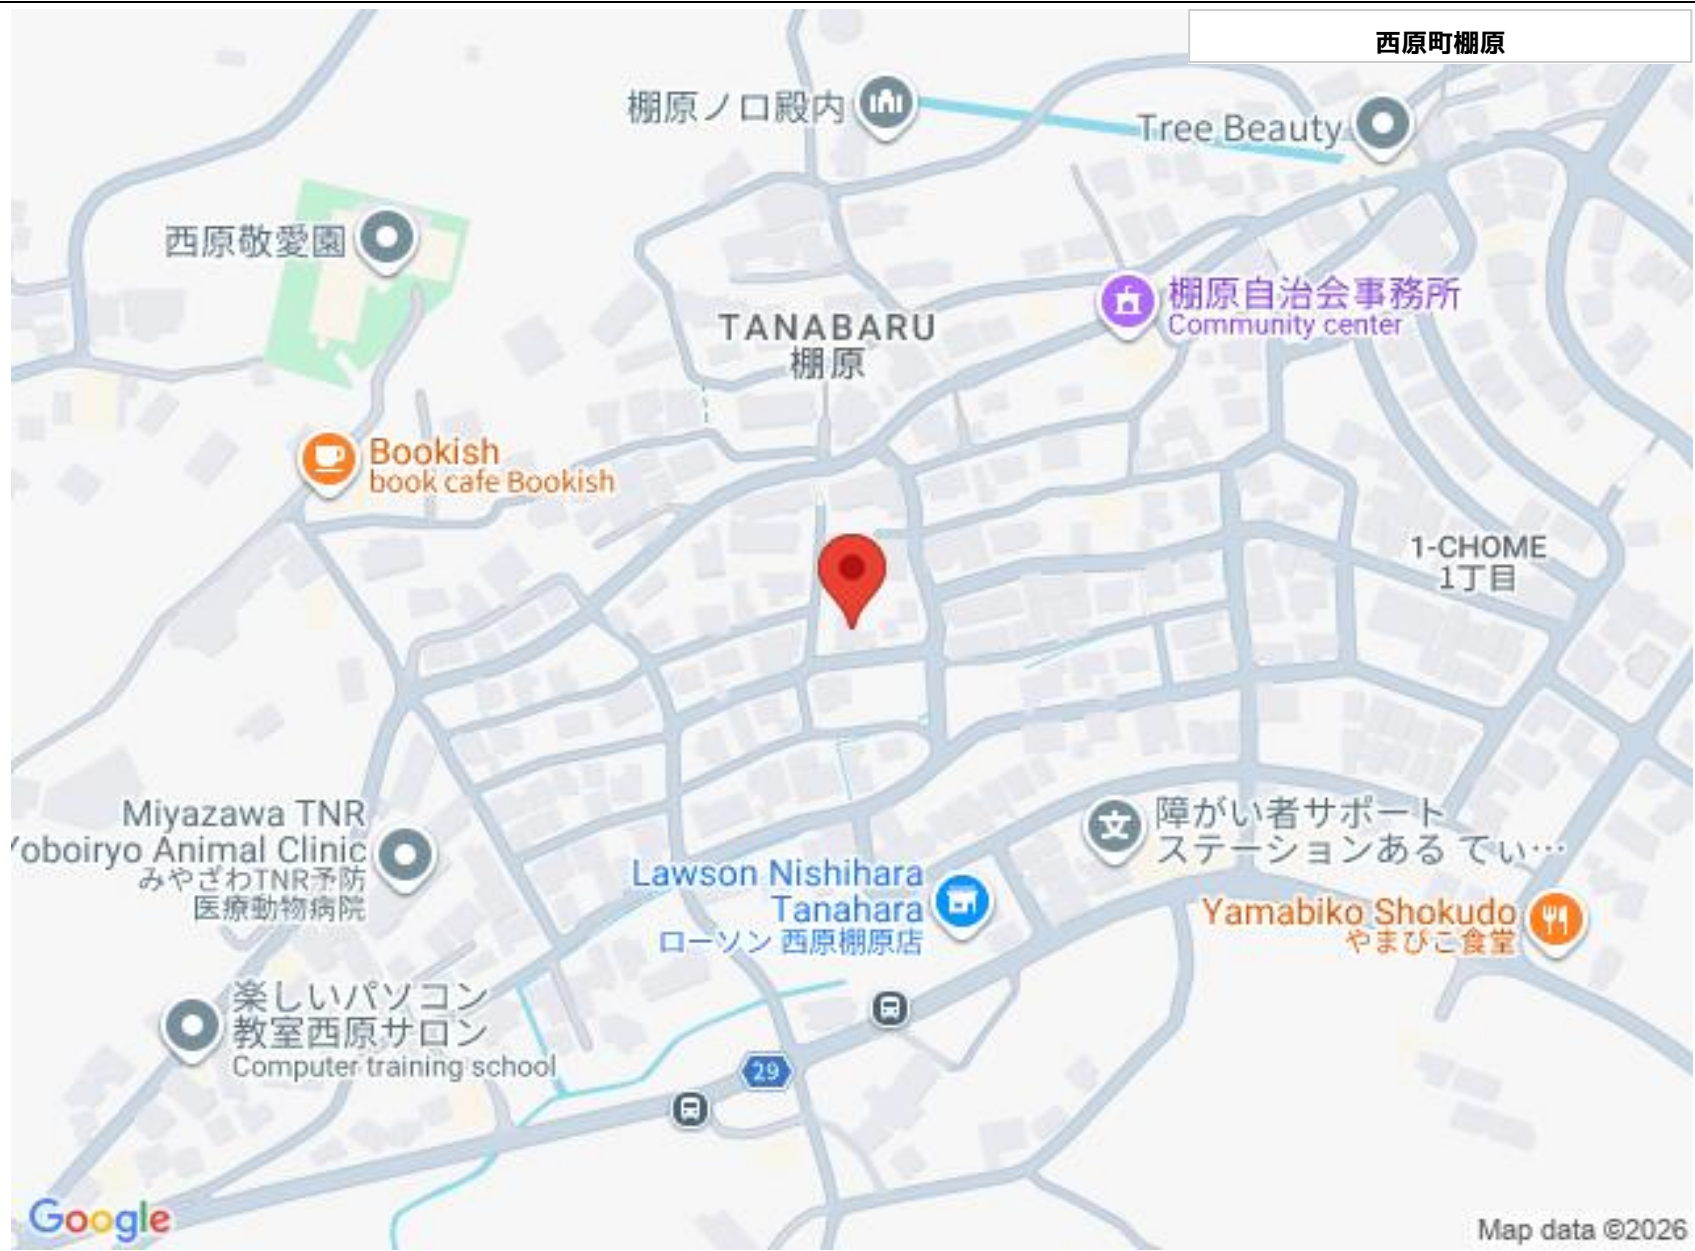 西原町棚原
棚原ノロ殿内
Tree Beauty
西原敬愛園
棚原自治会事務所
Community center
TANABARU
棚原
Bookish
book cafe Bookish
1-CHOME
1丁目
Miyazawa TNR
Yoboiryo Animal Clinic
みやざわTNR予防
医療動物病院
障がい者サポート
ステーションある てぃ…
Lawson Nishihara
Tanahara
ローソン 西原棚原店
Yamabiko Shokudo
やまびこ食堂
楽しいパソコン
教室西原サロン
Computer training school
29
Google
Map data ©2026